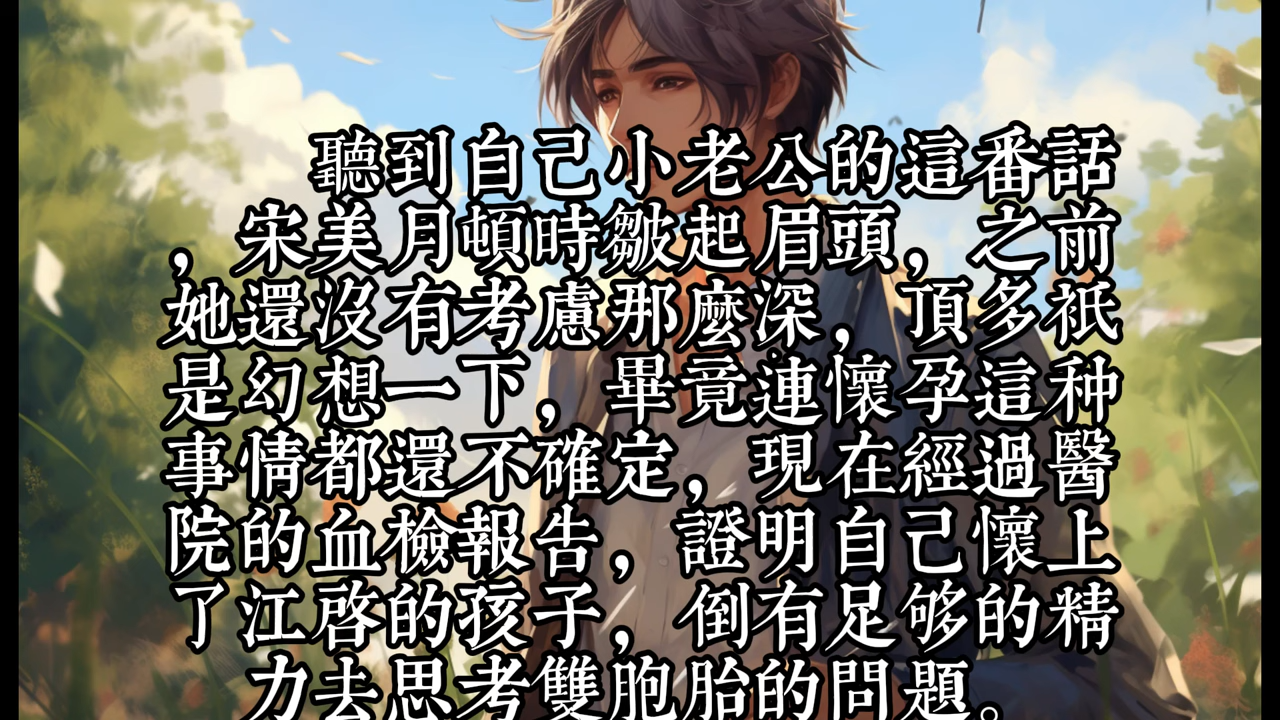 聽到自己小老公的這番話
，宋美月頓時皺起眉頭，之前
她還沒有考慮那麼深，頂多祇
是幻想一下，畢竟連懷孕這种
事情都還不確定，現在經過醫
院的血檢報告，證明自己懷上
了江啓的孩子，倒有足够的精
力去思考雙胞胎的問題。